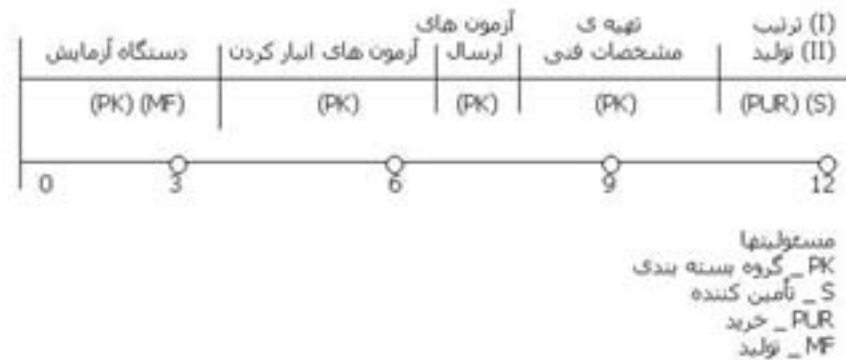 دستگاه آزمایش
آزمون های انبار کردن
آزمون های
ارسال
تهیه ی
مشخصات فنی
(I) ترتیب
(II) تولید
(PK) (MF)
(PK)
(PK)
(PK)
(PUR) (S)
0 3 6 9 12
مسئولیتها
PK _ گروه بسته بندی
S _ تأمین کننده
PUR _ خرید
MF _ تولید